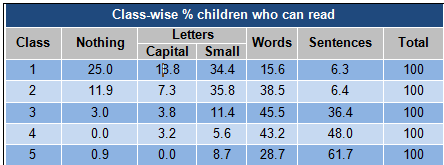 Class-wise % children who can read
Class Nothing Letters Words Sentences Total
Capital Small
1 25.0 13.8 34.4 15.6 6.3 100
2 11.9 7.3 35.8 38.5 6.4 100
3 3.0 3.8 11.4 45.5 36.4 100
4 0.0 3.2 5.6 43.2 48.0 100
5 0.9 0.0 8.7 28.7 61.7 100